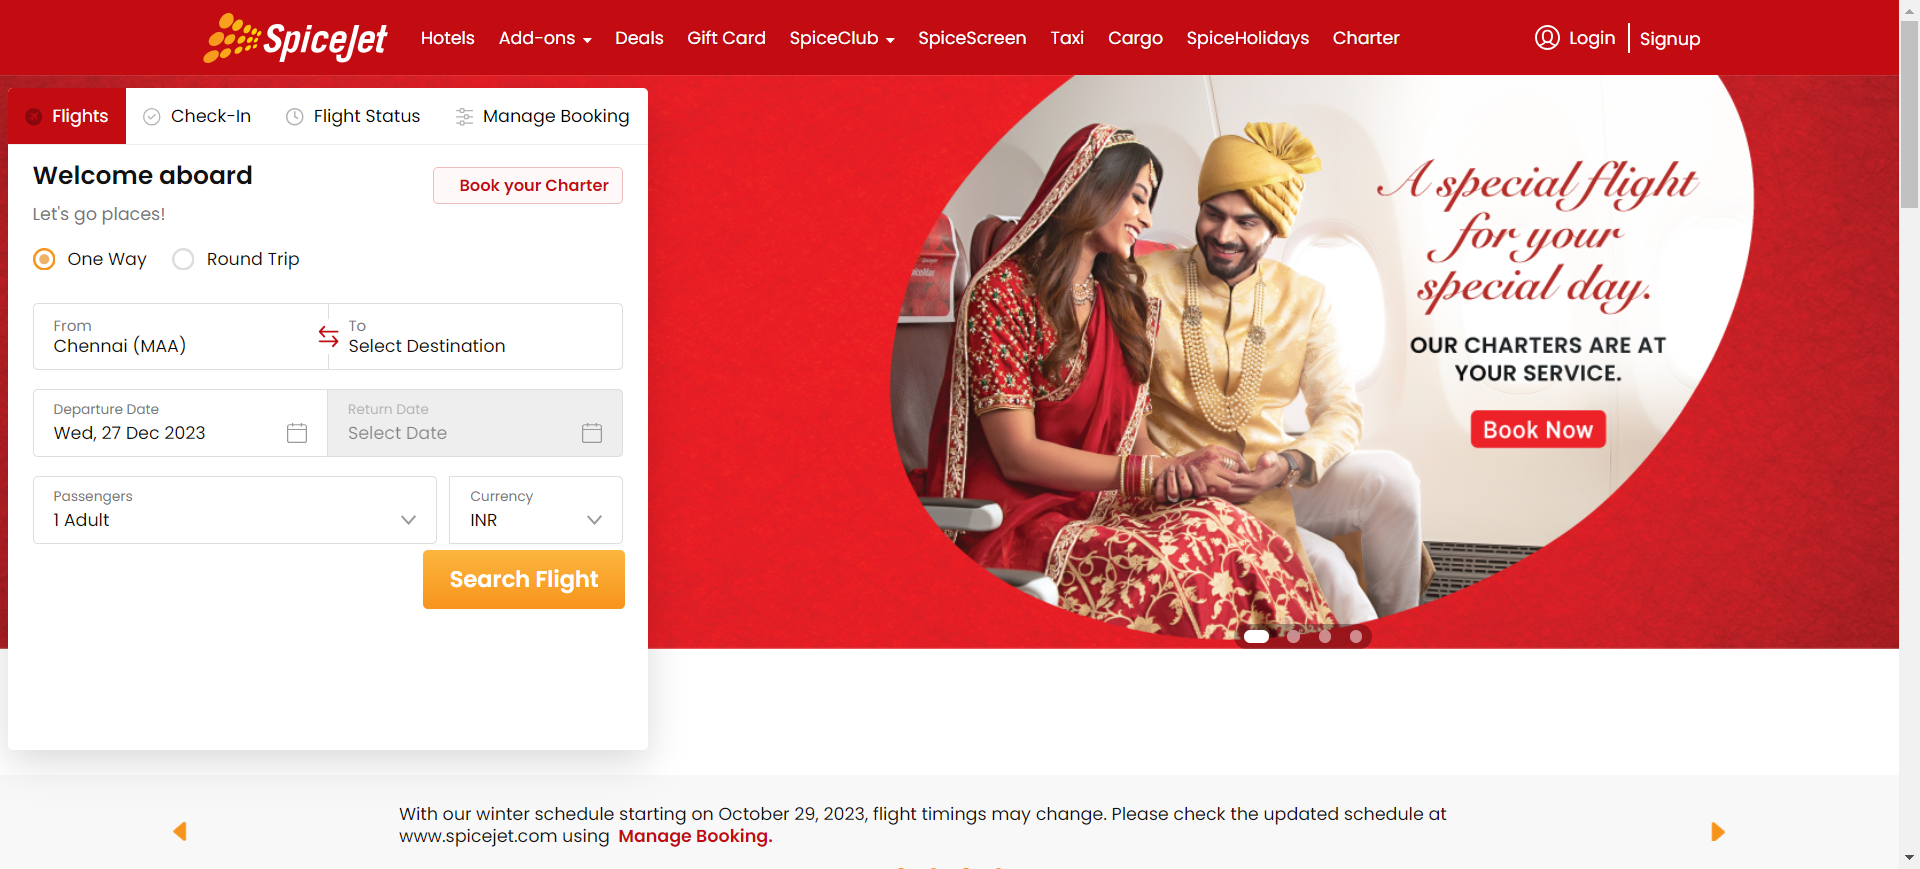 SpiceJet
Hotels Add-ons Deals Gift Card SpiceClub SpiceScreen Taxi Cargo SpiceHolidays Charter Login Signup
Flights Check-In Flight Status Manage Booking
Welcome aboard
Book your Charter
Let's go places!
One Way Round Trip
From
Chennai (MAA)
To
Select Destination
Departure Date
Wed, 27 Dec 2023
Return Date
Select Date
Passengers
1 Adult
Currency
INR
Search Flight
A special flight
for your
special day.
OUR CHARTERS ARE AT
YOUR SERVICE.
Book Now
With our winter schedule starting on October 29, 2023, flight timings may change. Please check the updated schedule at
www.spicejet.com using Manage Booking.